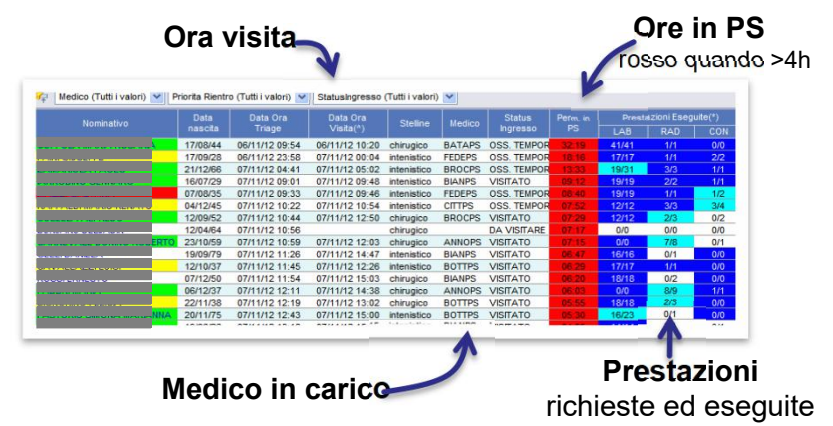 Ora visita
Ore in PS
rosso quando >4h
Medico (Tutti i valori) Priorita Rientro (Tutti i valori) StatusIngresso (Tutti i valori)
Nominativo Data nascita Data Ora Triage Data Ora Visita(*) Stelline Medico Status Ingresso Perm. in PS Prestazioni Eseguite(*)
LAB RAD CON
17/08/44 06/11/12 09:54 06/11/12 10:20 chirugico BATAPS OSS. TEMPOR 32:19 41/41 1/1 0/0
17/09/28 06/11/12 23:58 07/11/12 00:04 intenistico FEDEPS OSS. TEMPOR 18:16 17/17 1/1 2/2
21/12/66 07/11/12 04:41 07/11/12 05:02 intenistico BROCPS OSS. TEMPOR 13:33 19/31 3/3 1/1
16/07/29 07/11/12 09:01 07/11/12 09:48 intenistico BIANPS VISITATO 09:12 19/19 2/2 1/1
07/08/35 07/11/12 09:33 07/11/12 09:46 intenistico FEDEPS OSS. TEMPOR 08:40 19/19 1/1 1/2
04/12/45 07/11/12 10:22 07/11/12 10:54 intenistico CITTPS OSS. TEMPOR 07:52 12/12 3/3 3/4
12/09/52 07/11/12 10:44 07/11/12 12:50 chirugico BROCPS VISITATO 07:29 12/12 2/3 0/2
12/04/64 07/11/12 10:56 chirugico DA VISITARE 07:17 0/0 0/0 0/0
23/10/59 07/11/12 10:59 07/11/12 12:03 chirugico ANNOPS VISITATO 07:15 0/0 7/8 0/1
19/09/79 07/11/12 11:26 07/11/12 14:47 intenistico BIANPS VISITATO 06:47 16/16 0/1 0/0
12/10/37 07/11/12 11:45 07/11/12 12:26 intenistico BOTTPS VISITATO 06:29 17/17 1/1 0/0
07/12/50 07/11/12 11:54 07/11/12 15:03 chirugico BIANPS VISITATO 06:20 18/18 0/2 0/0
06/12/37 07/11/12 12:11 07/11/12 14:38 chirugico ANNOPS VISITATO 06:03 0/0 8/9 1/1
22/11/38 07/11/12 12:19 07/11/12 13:02 chirugico BOTTPS VISITATO 05:55 18/18 2/3 0/0
20/11/75 07/11/12 12:43 07/11/12 15:00 intenistico BOTTPS VISITATO 05:30 16/23 0/1 0/0
Medico in carico
Prestazioni
richieste ed eseguite